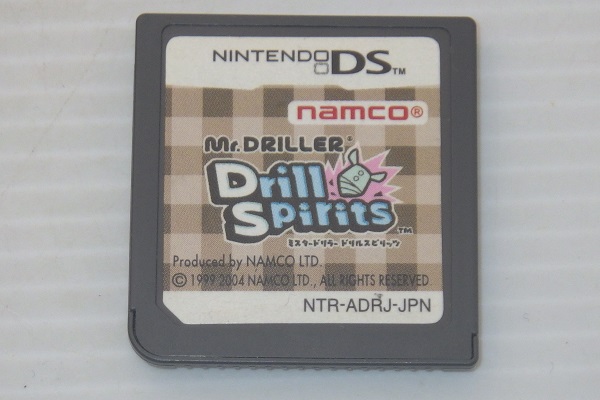 NINTENDO DS™
namco®
Mr. DRILLER
Drill
Spirits™
ミスタードリラー ドリルスピリッツ
Produced by NAMCO LTD.
© 1999 2004 NAMCO LTD., ALL RIGHTS RESERVED
NTR-ADRJ-JPN